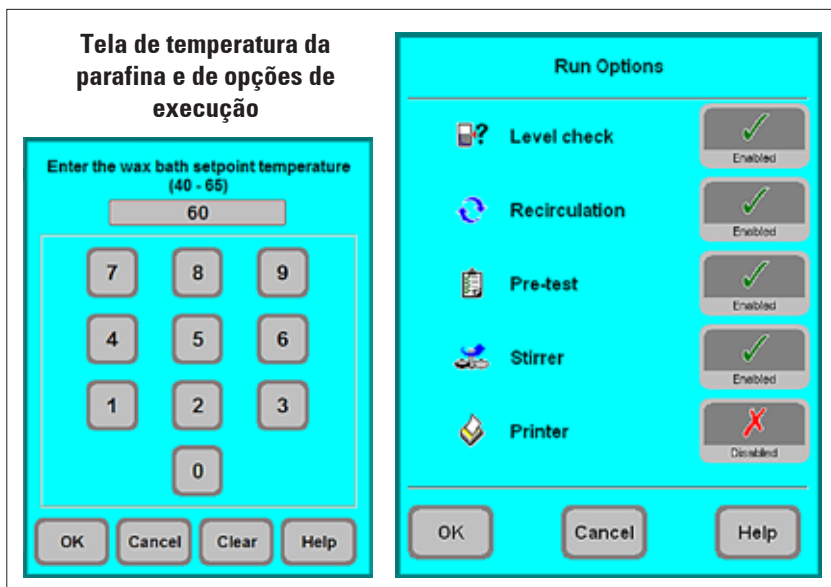 Tela de temperatura da
parafina e de opções de
execução
Enter the wax bath setpoint temperature
(40 - 65)
60
7 8 9
4 5 6
1 2 3
0
OK Cancel Clear Help
Run Options
Level check
Enabled
Recirculation
Enabled
Pre-test
Enabled
Stirrer
Enabled
Printer
Disabled
OK Cancel Help